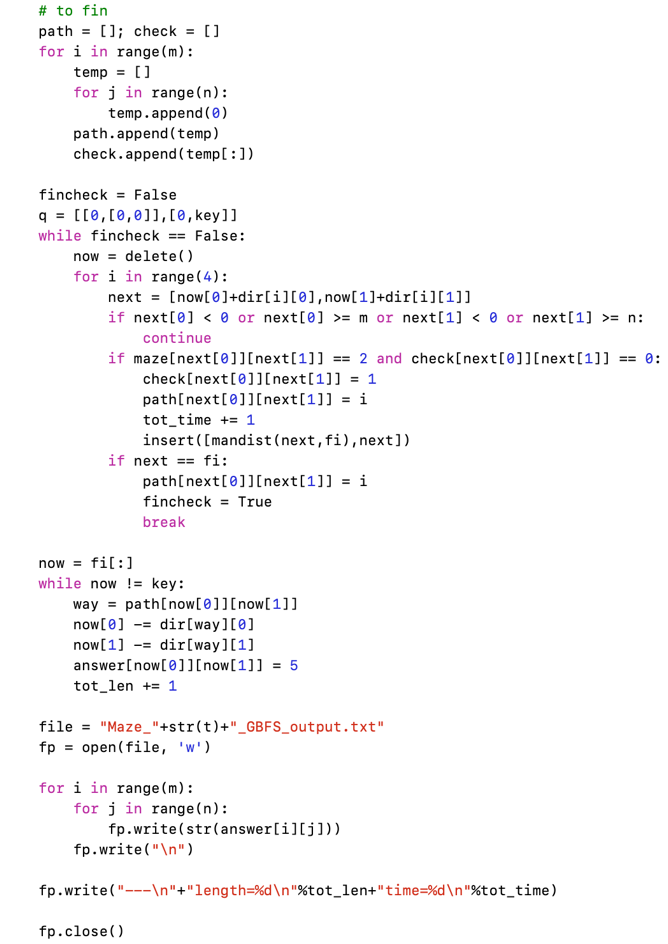 # to fin
path = []; check = []
for i in range(m):
    temp = []
    for j in range(n):
        temp.append(0)
    path.append(temp)
    check.append(temp[:])

fincheck = False
q = [[0,[0,0]],[0,key]]
while fincheck == False:
    now = delete()
    for i in range(4):
        next = [now[0]+dir[i][0],now[1]+dir[i][1]]
        if next[0] < 0 or next[0] >= m or next[1] < 0 or next[1] >= n:
            continue
        if maze[next[0]][next[1]] == 2 and check[next[0]][next[1]] == 0:
            check[next[0]][next[1]] = 1
            path[next[0]][next[1]] = i
            tot_time += 1
            insert([mandist(next,fi),next])
        if next == fi:
            path[next[0]][next[1]] = i
            fincheck = True
            break

now = fi[:]
while now != key:
    way = path[now[0]][now[1]]
    now[0] -= dir[way][0]
    now[1] -= dir[way][1]
    answer[now[0]][now[1]] = 5
    tot_len += 1

file = "Maze_"+str(t)+"_GBFS_output.txt"
fp = open(file, 'w')

for i in range(m):
    for j in range(n):
        fp.write(str(answer[i][j]))
    fp.write("\n")

fp.write("---\n"+"length=%d\n"%tot_len+"time=%d\n"%tot_time)

fp.close()